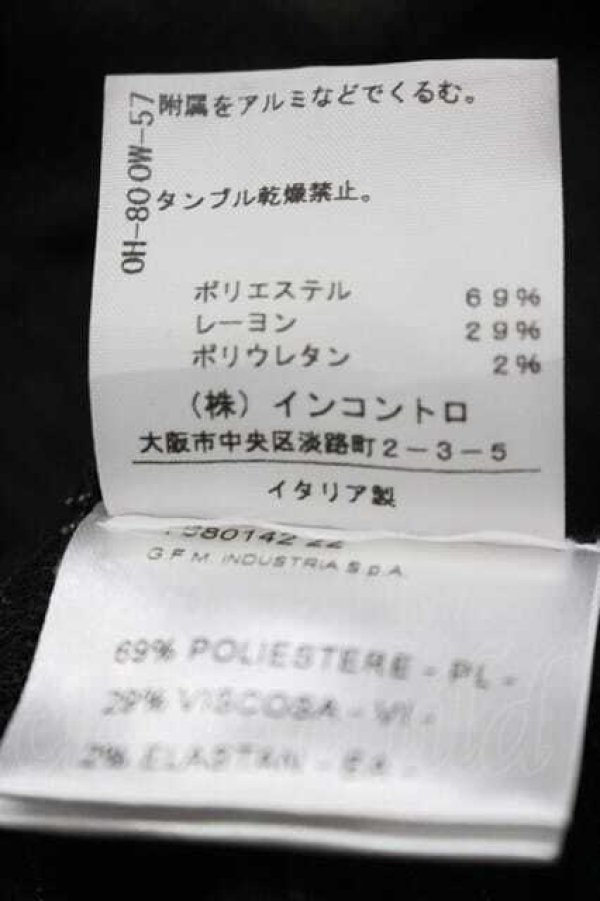 附属をアルミなどでくるむ。
OH-800W-57
タンブル乾燥禁止。
ポリエステル 69%
レーヨン 29%
ポリウレタン 2%
(株)インコントロ
大阪市中央区淡路町2-3-5
イタリア製
380142 22
G.F.M. INDUSTRIA S.p.A.
69% POLIESTERE - PL -
29% VISCOSA - VI -
2% ELASTAN - EA -